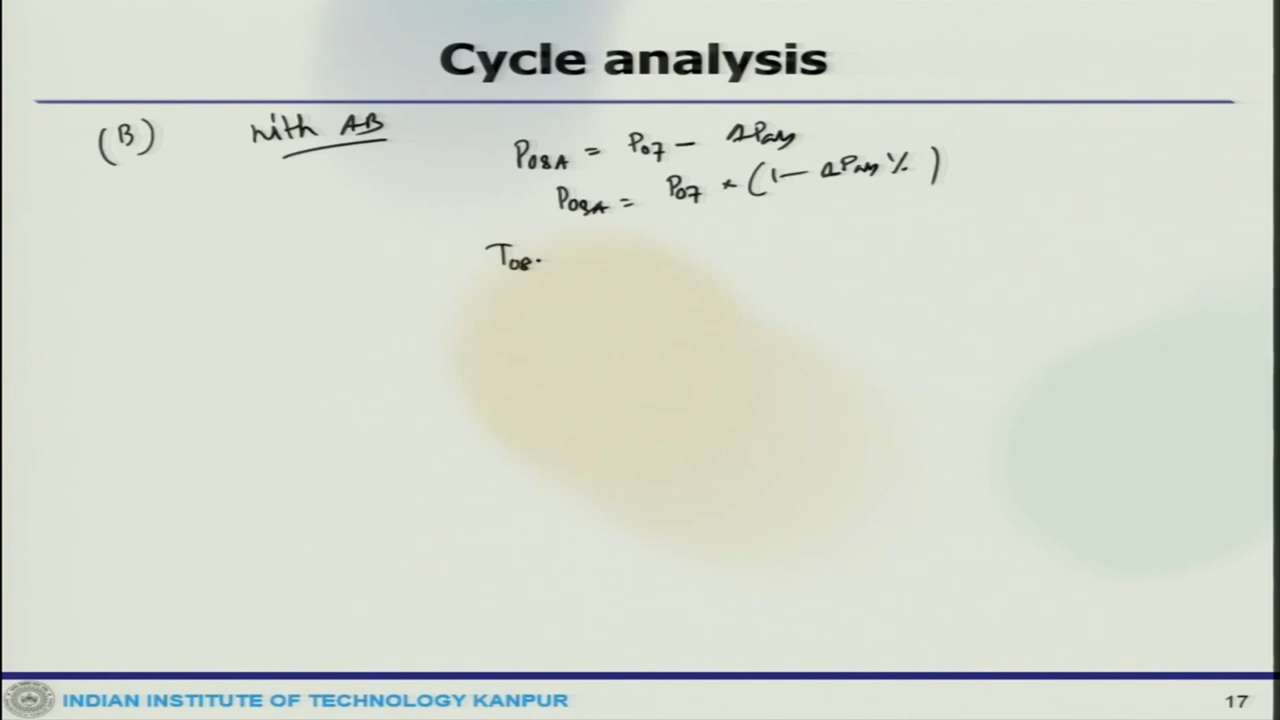 Cycle analysis
(B) with AB
P08A = P07 - ΔPab
P08A = P07 * (1 - ΔPab % )
T08.
INDIAN INSTITUTE OF TECHNOLOGY KANPUR
17